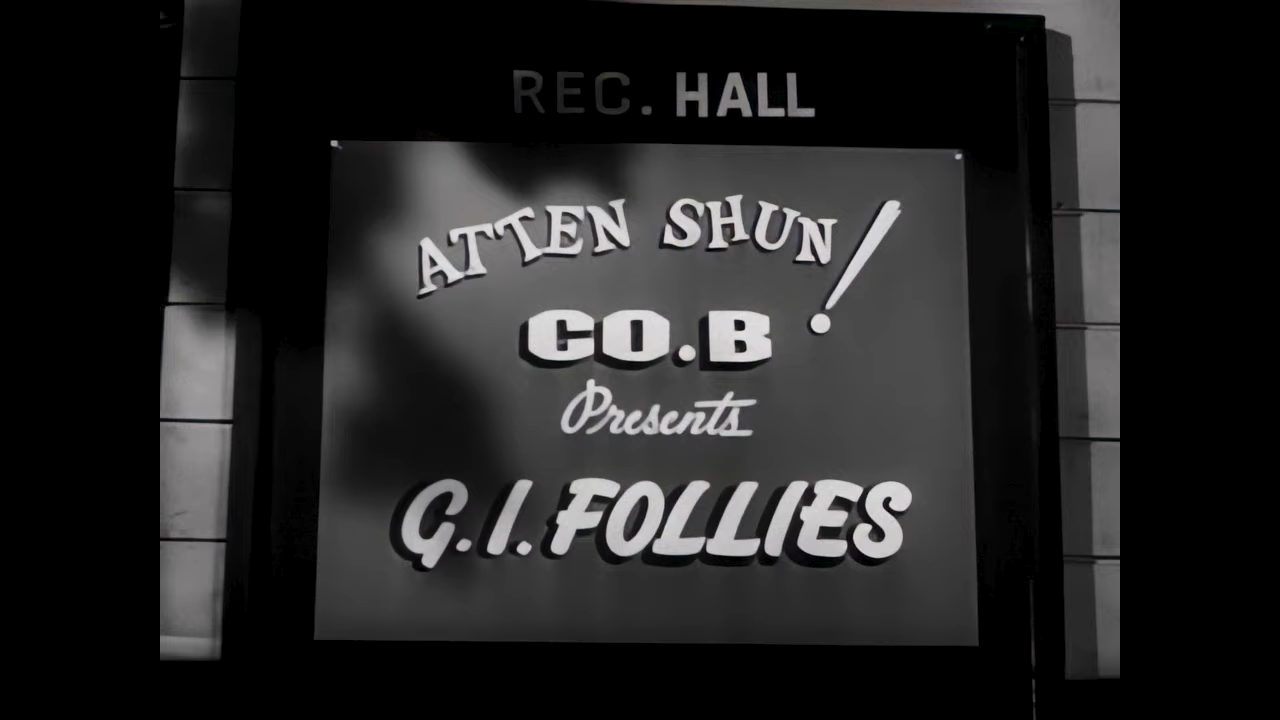 REC. HALL
ATTEN SHUN!
CO.B
Presents
G.I. FOLLIES